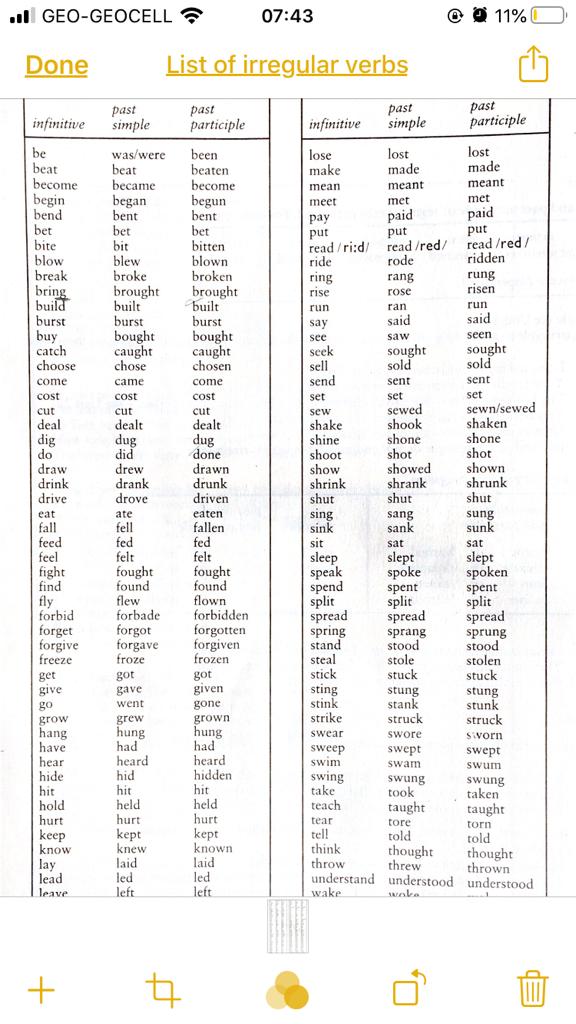 GEO-GEOCELL 07:43 11%
Done List of irregular verbs
infinitive past simple past participle
be was/were been
beat beat beaten
become became become
begin began begun
bend bent bent
bet bet bet
bite bit bitten
blow blew blown
break broke broken
bring brought brought
build built built
burst burst burst
buy bought bought
catch caught caught
choose chose chosen
come came come
cost cost cost
cut cut cut
deal dealt dealt
dig dug dug
do did done
draw drew drawn
drink drank drunk
drive drove driven
eat ate eaten
fall fell fallen
feed fed fed
feel felt felt
fight fought fought
find found found
fly flew flown
forbid forbade forbidden
forget forgot forgotten
forgive forgave forgiven
freeze froze frozen
get got got
give gave given
go went gone
grow grew grown
hang hung hung
have had had
hear heard heard
hide hid hidden
hit hit hit
hold held held
hurt hurt hurt
keep kept kept
know knew known
lay laid laid
lead led led
leave left left
infinitive past simple past participle
lose lost lost
make made made
mean meant meant
meet met met
pay paid paid
put put put
read /ri:d/ read /red/ read /red/
ride rode ridden
ring rang rung
rise rose risen
run ran run
say said said
see saw seen
seek sought sought
sell sold sold
send sent sent
set set set
sew sewed sewn/sewed
shake shook shaken
shine shone shone
shoot shot shot
show showed shown
shrink shrank shrunk
shut shut shut
sing sang sung
sink sank sunk
sit sat sat
sleep slept slept
speak spoke spoken
spend spent spent
split split split
spread spread spread
spring sprang sprung
stand stood stood
steal stole stolen
stick stuck stuck
sting stung stung
stink stank stunk
strike struck struck
swear swore sworn
sweep swept swept
swim swam swum
swing swung swung
take took taken
teach taught taught
tear tore torn
tell told told
think thought thought
throw threw thrown
understand understood understood
wake woke